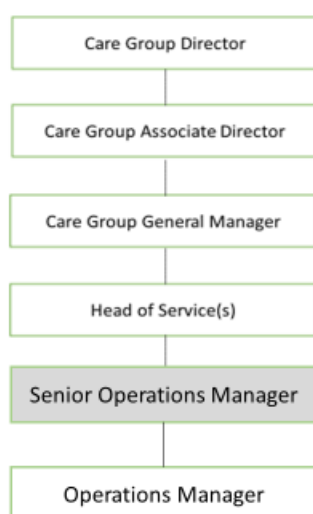 Care Group Director
Care Group Associate Director
Care Group General Manager
Head of Service(s)
Senior Operations Manager
Operations Manager